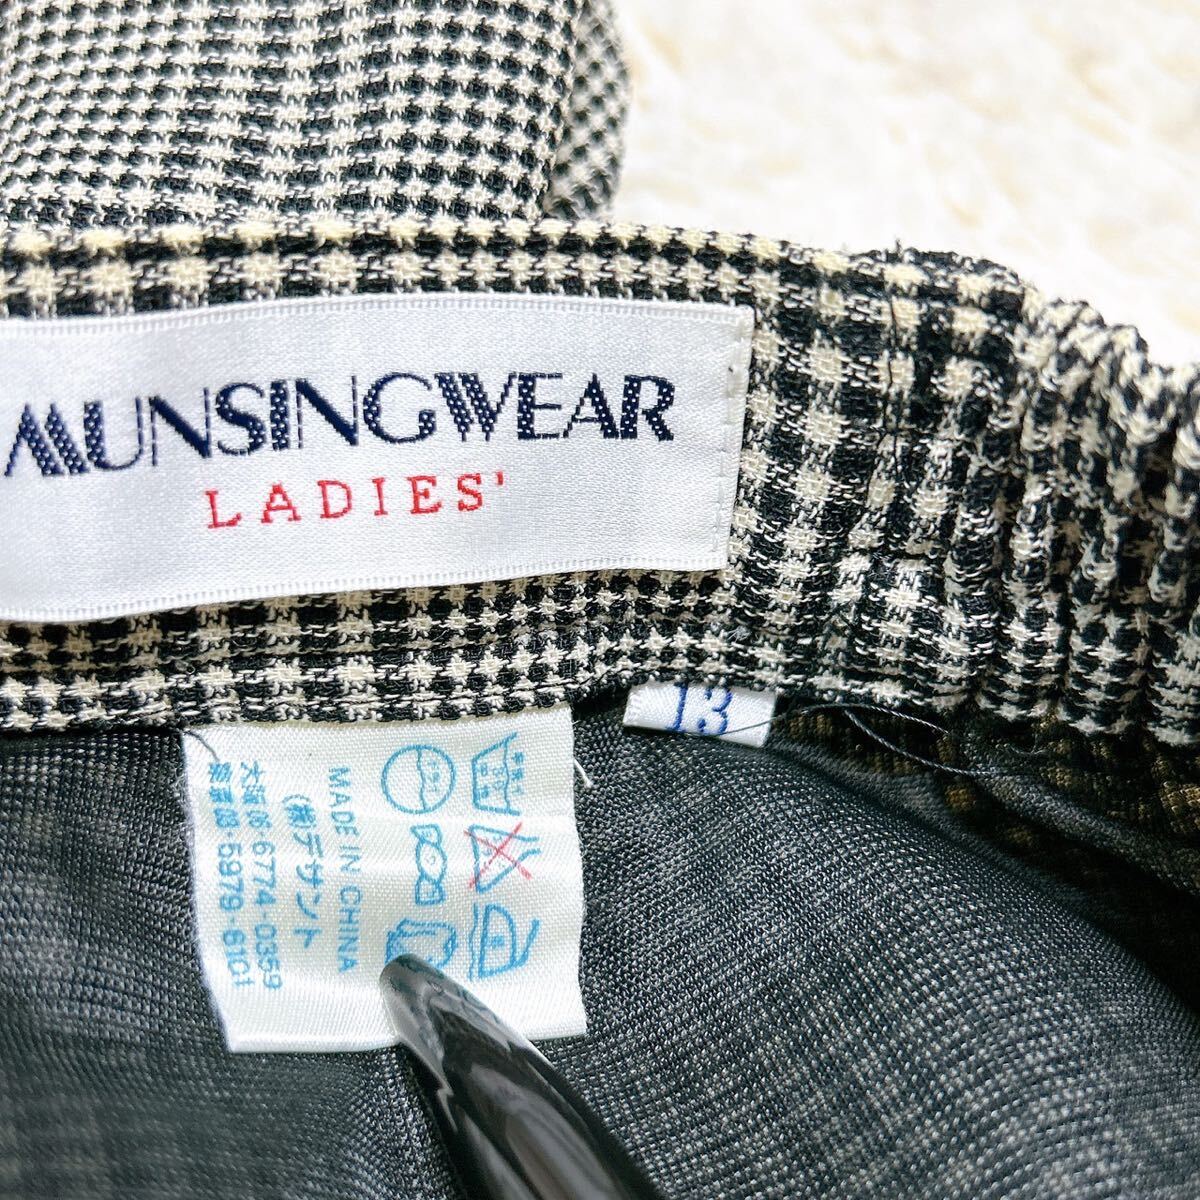 MUNSINGWEAR
LADIES'
13
MADE IN CHINA
(株)デサント
大阪06-6774-0359
東京03-5979-6101